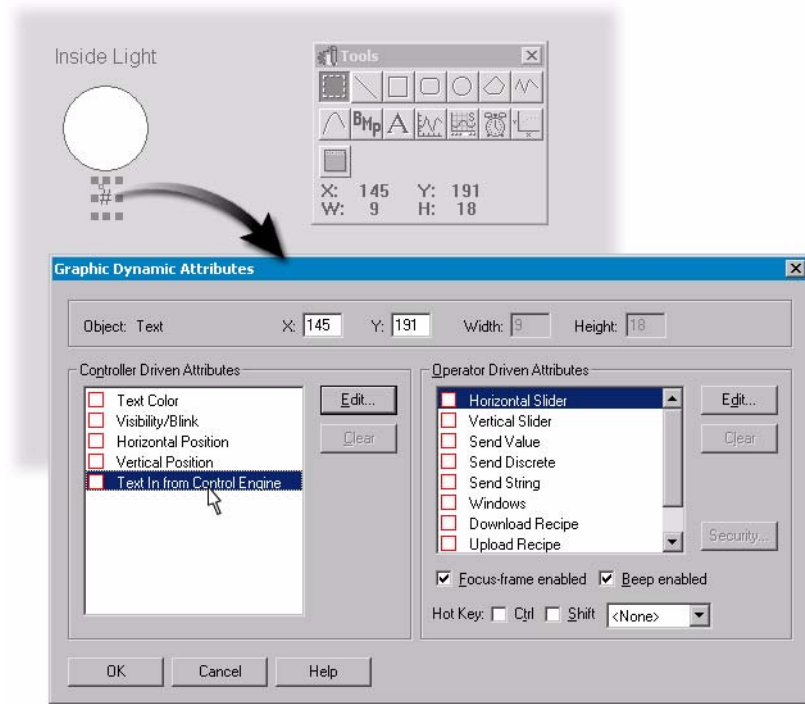 Inside Light
#
Tools
BMP A
X: 145 Y: 191
W: 9 H: 18
Graphic Dynamic Attributes
Object: Text X: 145 Y: 191 Width: 9 Height: 18
Controller Driven Attributes
Text Color
Visibility/Blink
Horizontal Position
Vertical Position
Text In from Control Engine
Edit...
Clear
Operator Driven Attributes
Horizontal Slider
Vertical Slider
Send Value
Send Discrete
Send String
Windows
Download Recipe
Upload Recipe
Edit...
Clear
Security...
Focus-frame enabled Beep enabled
Hot Key: Ctrl Shift <None>
OK Cancel Help